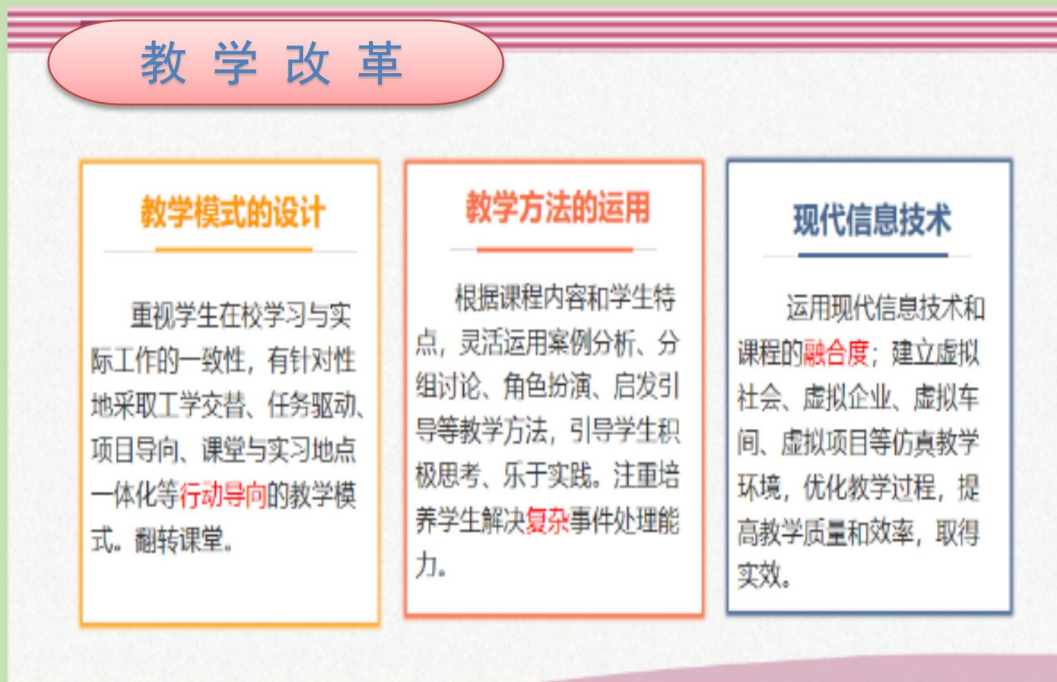 教学改革
教学模式的设计
重视学生在校学习与实
际工作的一致性，有针对性
地采取工学交替、任务驱动、
项目导向、课堂与实习地点
一体化等行动导向的教学模
式。翻转课堂。
教学方法的运用
根据课程内容和学生特
点，灵活运用案例分析、分
组讨论、角色扮演、启发引
导等教学方法，引导学生积
极思考、乐于实践。注重培
养学生解决复杂事件处理能
力。
现代信息技术
运用现代信息技术和
课程的融合度；建立虚拟
社会、虚拟企业、虚拟车
间、虚拟项目等仿真教学
环境，优化教学过程，提
高教学质量和效率，取得
实效。